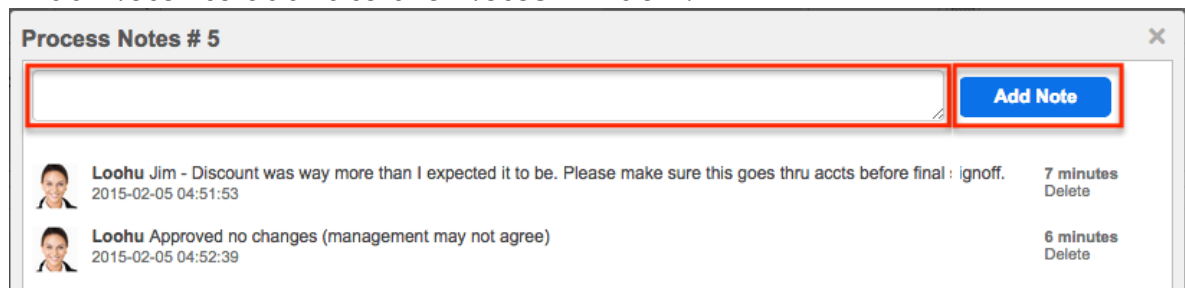 Process Notes # 5
×
Add Note
Loohu Jim - Discount was way more than I expected it to be. Please make sure this goes thru accts before final signoff.
7 minutes
2015-02-05 04:51:53
Delete
Loohu Approved no changes (management may not agree)
6 minutes
2015-02-05 04:52:39
Delete